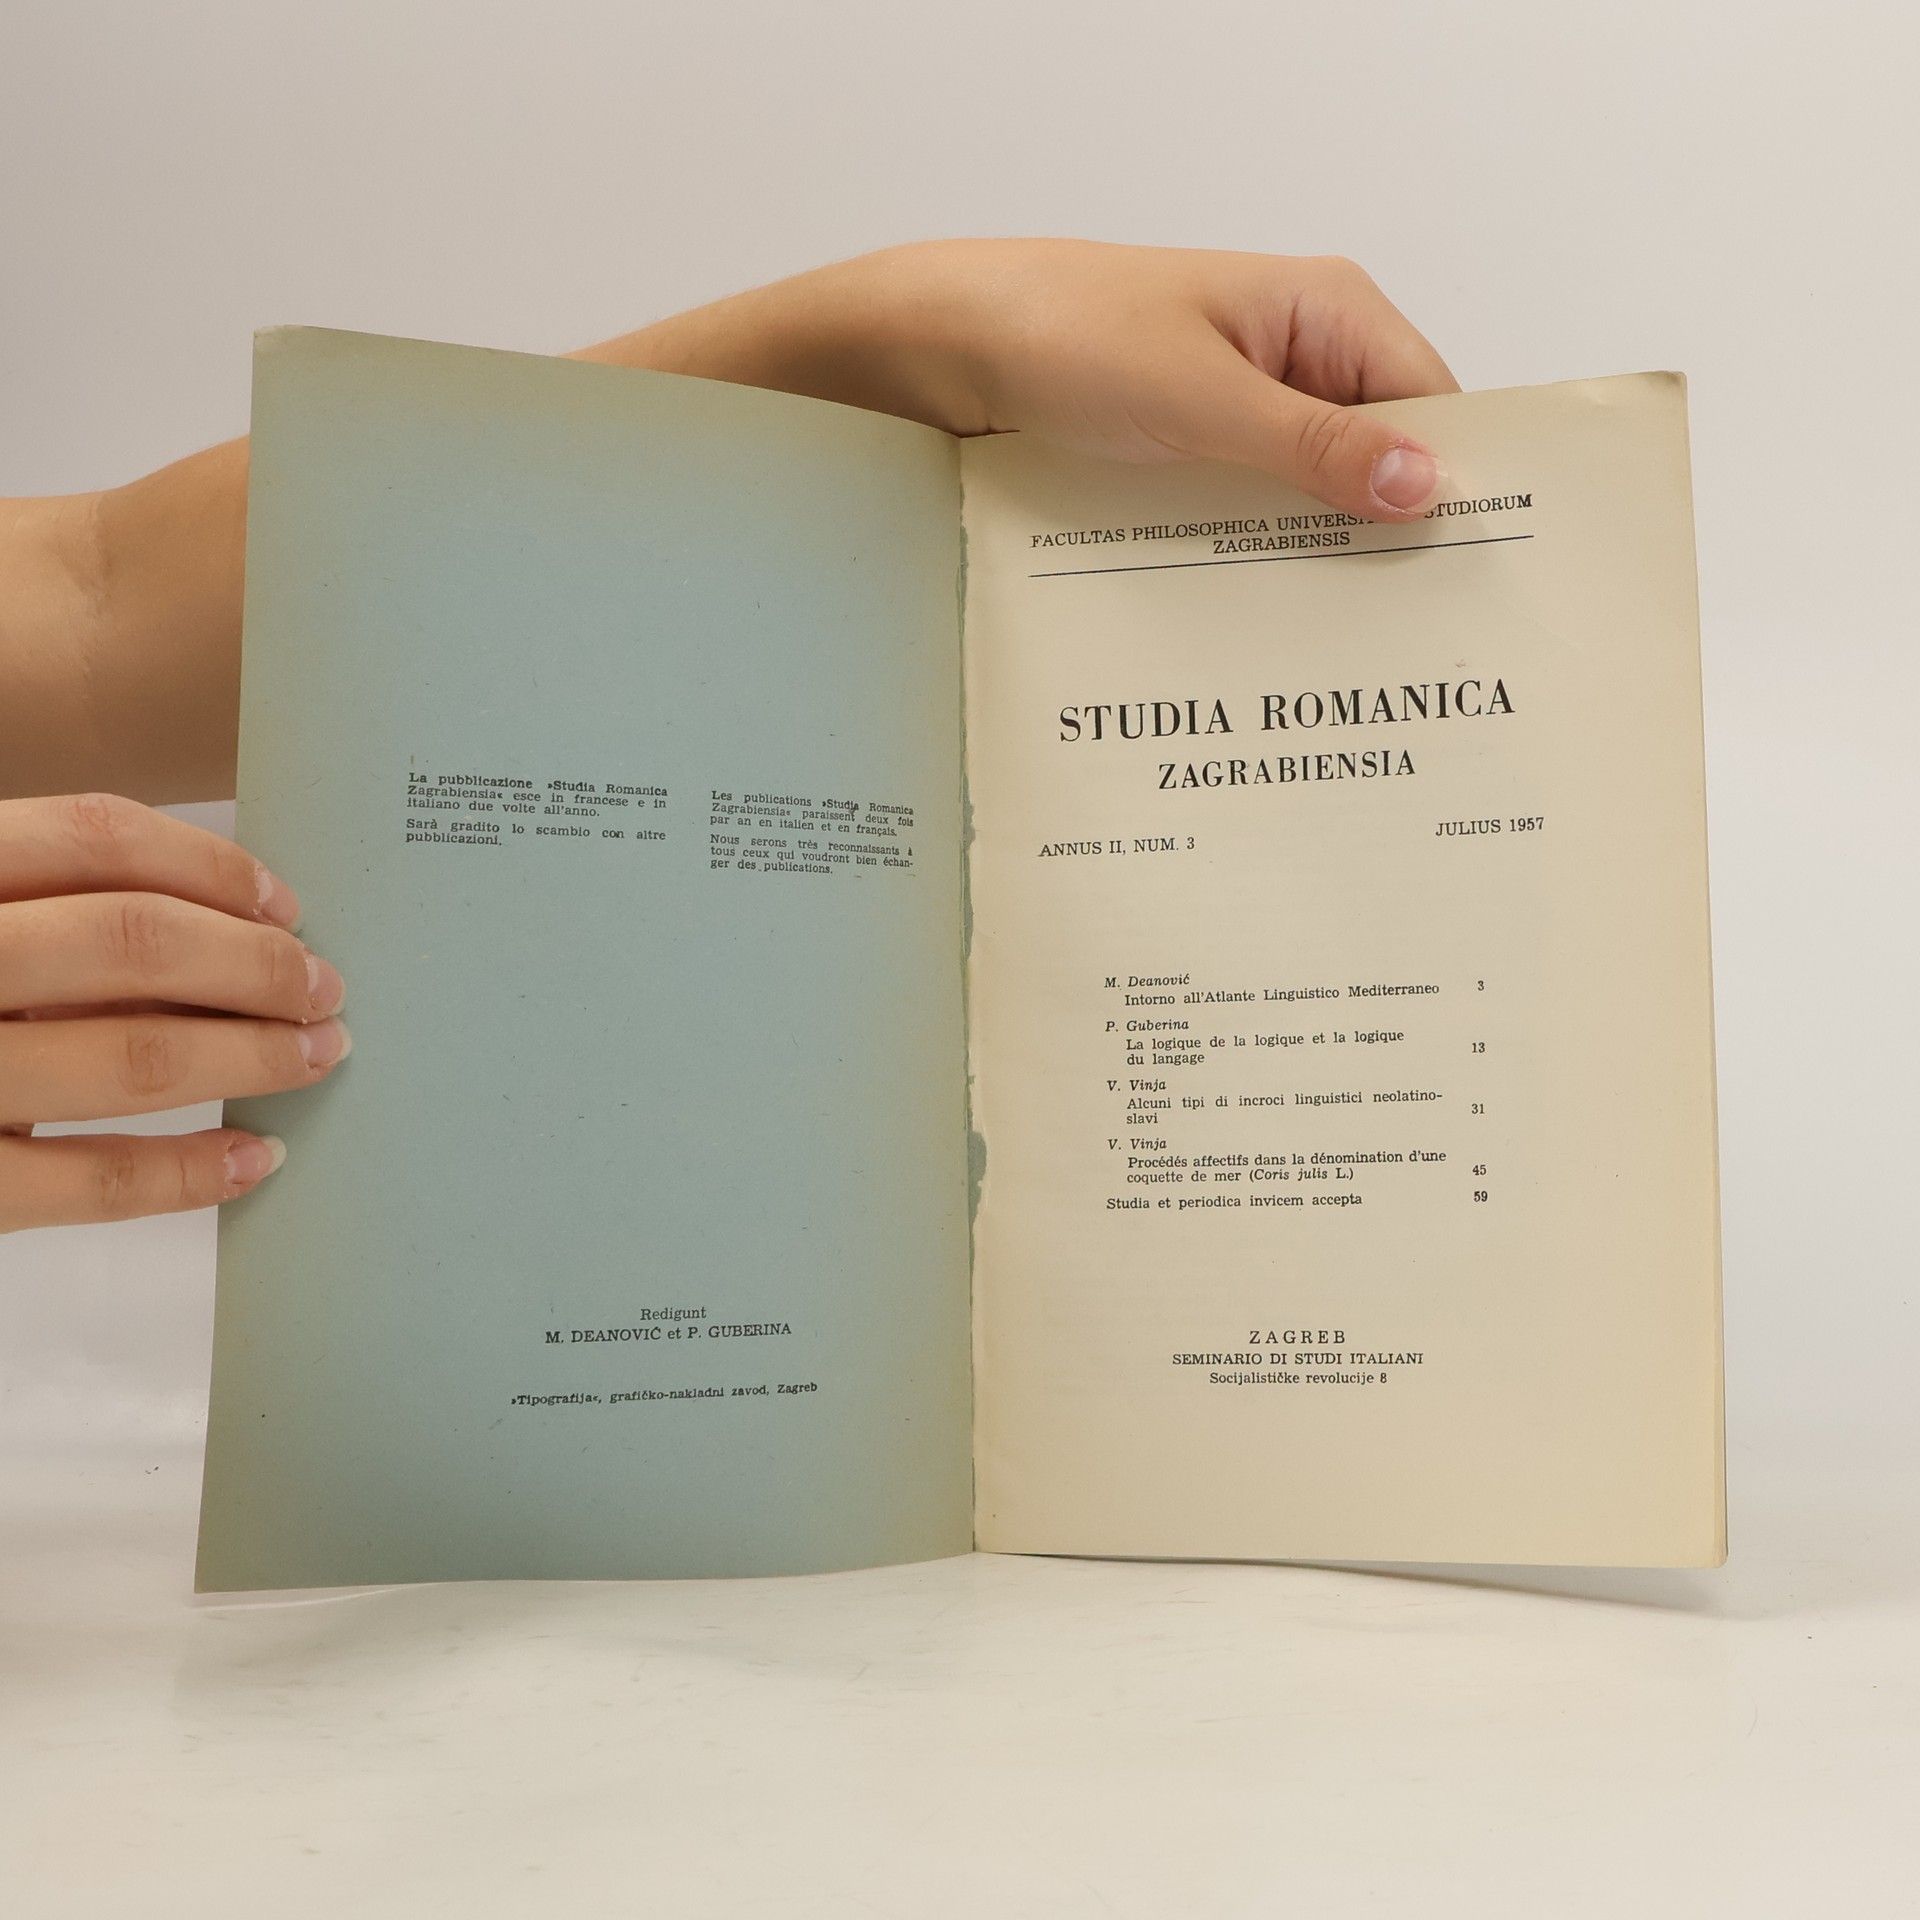 La pubblicazione »Studia Romanica
Zagrabiensia« esce in francese e in
italiano due volte all'anno.
Sarà gradito lo scambio con altre
pubblicazioni.
Les publications »Studia Romanica
Zagrabiensia« paraissent deux fois
par an en italien et en français.
Nous serons très reconnaissants à
tous ceux qui voudront bien échan-
ger des publications.
Redigunt
M. DEANOVIĆ et P. GUBERINA
»Tipografija«, grafičko-nakladni zavod, Zagreb
FACULTAS PHILOSOPHICA STUDIORUM
ZAGRABIENSIS
STUDIA ROMANICA
ZAGRABIENSIA
ANNUS II, NUM. 3
JULIUS 1957
M. Deanović
Intorno all'Atlante Linguistico Mediterraneo 3
P. Guberina
La logique de la logique et la logique
du langage 13
V. Vinja
Alcuni tipi di incroci linguistici neolatino-
slavi 31
V. Vinja
Procédés affectifs dans la dénomination d'une
coquette de mer (Coris julis L.) 45
Studia et periodica invicem accepta 59
ZAGREB
SEMINARIO DI STUDI ITALIANI
Socijalističke revolucije 8